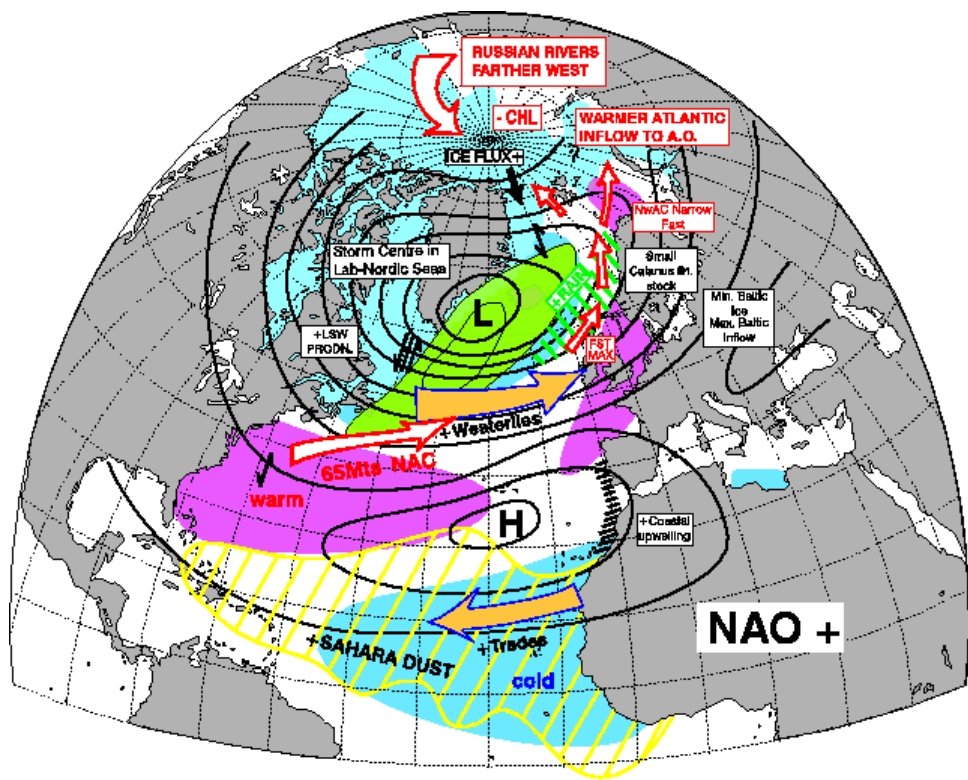 RUSSIAN RIVERS
FARTHER WEST
- CHL
WARMER ATLANTIC
INFLOW TO A.O.
ICE FLUX+
NwAC Narrow
Fast
Storm Centre in
Lab-Nordic Seas
Small
Calanus fin.
stock
+ RAIN
L
Min. Baltic
Ice
Max. Baltic
Inflow
+LSW
PRODN.
FST
MAX
+ Westerlies
65Mts NAC
warm
H
+ Coastal
upwelling
NAO +
+ SAHARA DUST
+Trades
cold